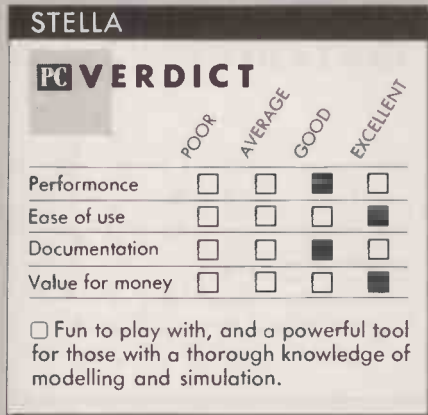 STELLA
PC VERDICT
POOR AVERAGE GOOD EXCELLENT
Performonce
Ease of use
Documentation
Value for money
Fun to play with, and a powerful tool
for those with a thorough knowledge of
modelling and simulation.